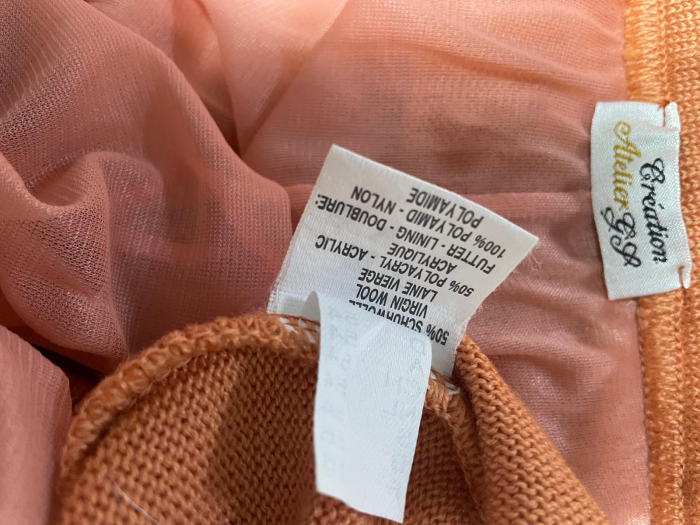 50% SCHURWOLLE
VIRGIN WOOL
LAINE VIERGE
50% POLYACRYL - ACRYLIC
ACRYLIQUE
FUTTER - LINING - DOUBLURE:
100% POLYAMID - NYLON
POLYAMIDE
Création
Atelier GS